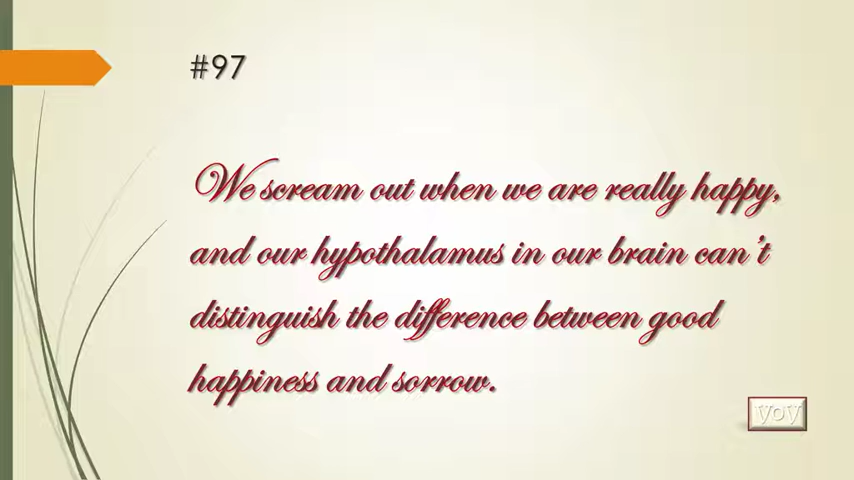 #97
We scream out when we are really happy,
and our hypothalamus in our brain can't
distinguish the difference between good
happiness and sorrow.
yoy